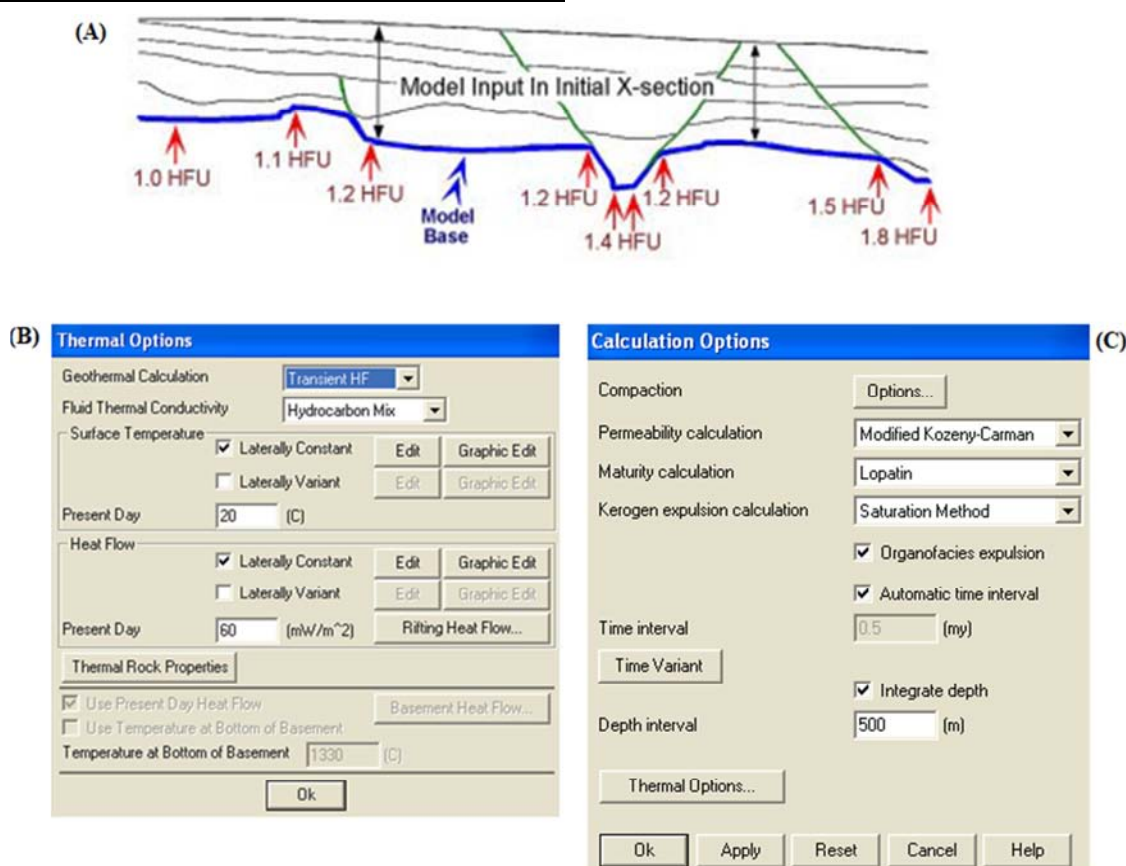 (A)
Model Input In Initial X-section
1.0 HFU
1.1 HFU
1.2 HFU
Model
Base
1.2 HFU
1.4 HFU
1.2 HFU
1.5 HFU
1.8 HFU
(B)
Thermal Options
Geothermal Calculation Transient HF
Fluid Thermal Conductivity Hydrocarbon Mix
Surface Temperature
Laterally Constant Edit Graphic Edit
Laterally Variant Edit Graphic Edit
Present Day 20 (C)
Heat Flow
Laterally Constant Edit Graphic Edit
Laterally Variant Edit Graphic Edit
Present Day 60 (mW/m^2) Rifting Heat Flow...
Thermal Rock Properties
Use Present Day Heat Flow Basement Heat Flow...
Use Temperature at Bottom of Basement
Temperature at Bottom of Basement 1330 (C)
Ok
Calculation Options (C)
Compaction Options...
Permeability calculation Modified Kozeny-Carman
Maturity calculation Lopatin
Kerogen expulsion calculation Saturation Method
Organofacies expulsion
Automatic time interval
Time interval 0.5 (my)
Time Variant
Integrate depth
Depth interval 500 (m)
Thermal Options...
Ok Apply Reset Cancel Help